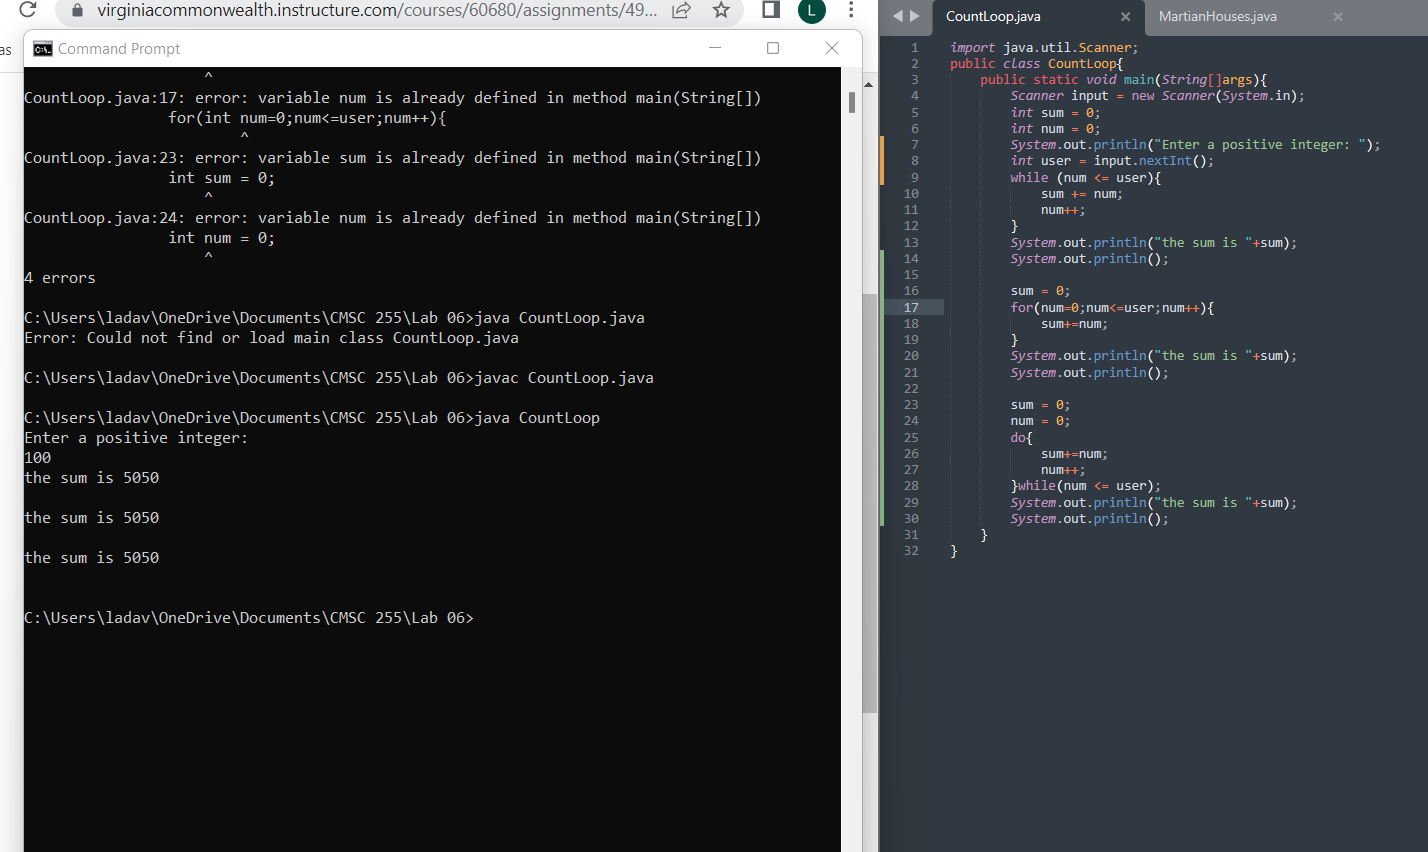 virginiacommonwealth.instructure.com/courses/60680/assignments/49...
L
as
Command Prompt
^
CountLoop.java:17: error: variable num is already defined in method main(String[])
for(int num=0;num<=user;num++){
^
CountLoop.java:23: error: variable sum is already defined in method main(String[])
int sum = 0;
^
CountLoop.java:24: error: variable num is already defined in method main(String[])
int num = 0;
^
4 errors
C:\Users\ladav\OneDrive\Documents\CMSC 255\Lab 06>java CountLoop.java
Error: Could not find or load main class CountLoop.java
C:\Users\ladav\OneDrive\Documents\CMSC 255\Lab 06>javac CountLoop.java
C:\Users\ladav\OneDrive\Documents\CMSC 255\Lab 06>java CountLoop
Enter a positive integer:
100
the sum is 5050
the sum is 5050
the sum is 5050
C:\Users\ladav\OneDrive\Documents\CMSC 255\Lab 06>
CountLoop.java × MartianHouses.java ×
1 import java.util.Scanner;
2 public class CountLoop{
3 public static void main(String[]args){
4 Scanner input = new Scanner(System.in);
5 int sum = 0;
6 int num = 0;
7 System.out.println("Enter a positive integer: ");
8 int user = input.nextInt();
9 while (num <= user){
10 sum += num;
11 num++;
12 }
13 System.out.println("the sum is "+sum);
14 System.out.println();
15
16 sum = 0;
17 for(num=0;num<=user;num++){
18 sum+=num;
19 }
20 System.out.println("the sum is "+sum);
21 System.out.println();
22
23 sum = 0;
24 num = 0;
25 do{
26 sum+=num;
27 num++;
28 }while(num <= user);
29 System.out.println("the sum is "+sum);
30 System.out.println();
31 }
32 }